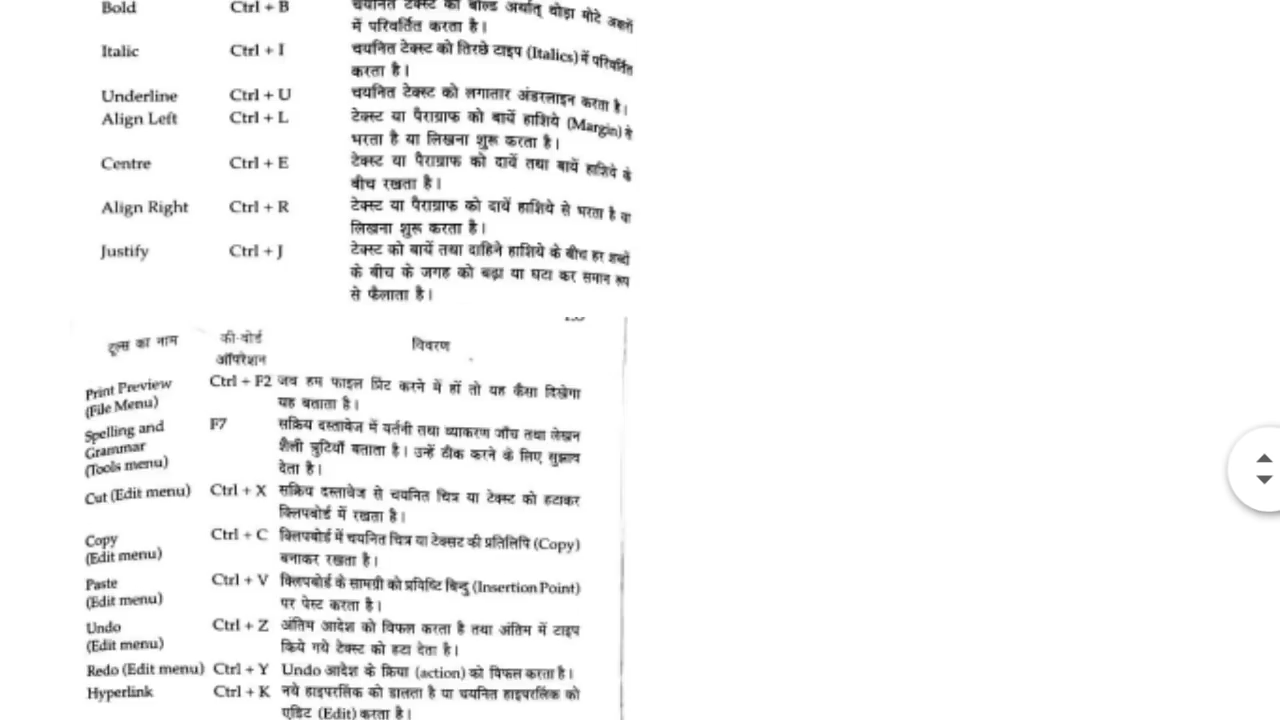 Bold Ctrl + B चयनित टेक्स्ट को बोल्ड अर्थात् थोड़ा मोटे अक्षरों
में परिवर्तित करता है।
Italic Ctrl + I चयनित टेक्स्ट को तिरछे टाइप (Italics) में परिवर्तित
करता है।
Underline Ctrl + U चयनित टेक्स्ट को लगातार अंडरलाइन करता है।
Align Left Ctrl + L टेक्स्ट या पैराग्राफ को बायें हाशिये (Margin) से
भरता है या लिखना शुरू करता है।
Centre Ctrl + E टेक्स्ट या पैराग्राफ को दायें तथा बायें हाशिये के
बीच रखता है।
Align Right Ctrl + R टेक्स्ट या पैराग्राफ को दायें हाशिये से भरता है या
लिखना शुरू करता है।
Justify Ctrl + J टेक्स्ट को बायें तथा दाहिने हाशिये के बीच हर शब्दों
के बीच के जगह को बढ़ा या घटा कर समान रूप
से फैलाता है।
टूल्स का नाम की-बोर्ड विवरण
ऑपरेशन
Print Preview Ctrl + F2 जब हम फाइल प्रिंट करने में हों तो यह कैसा दिखेगा
(File Menu) यह बताता है।
Spelling and F7 सक्रिय दस्तावेज में वर्तनी तथा व्याकरण जाँच तथा लेखन
Grammar शैली त्रुटियाँ बताता है। उन्हें ठीक करने के लिए सुझाव
(Tools menu) देता है।
Cut (Edit menu) Ctrl + X सक्रिय दस्तावेज से चयनित चित्र या टेक्स्ट को हटाकर
क्लिपबोर्ड में रखता है।
Copy Ctrl + C क्लिपबोर्ड में चयनित चित्र या टेक्सट की प्रतिलिपि (Copy)
(Edit menu) बनाकर रखता है।
Paste Ctrl + V क्लिपबोर्ड के सामग्री को प्रविष्टि बिन्दु (Insertion Point)
(Edit menu) पर पेस्ट करता है।
Undo Ctrl + Z अंतिम आदेश को विफल करता है तथा अंतिम में टाइप
(Edit menu) किये गये टेक्स्ट को हटा देता है।
Redo (Edit menu) Ctrl + Y Undo आदेश के क्रिया (action) को विफल करता है।
Hyperlink Ctrl + K नये हाइपरलिंक को डालता है या चयनित हाइपरलिंक को
एडिट (Edit) करता है।